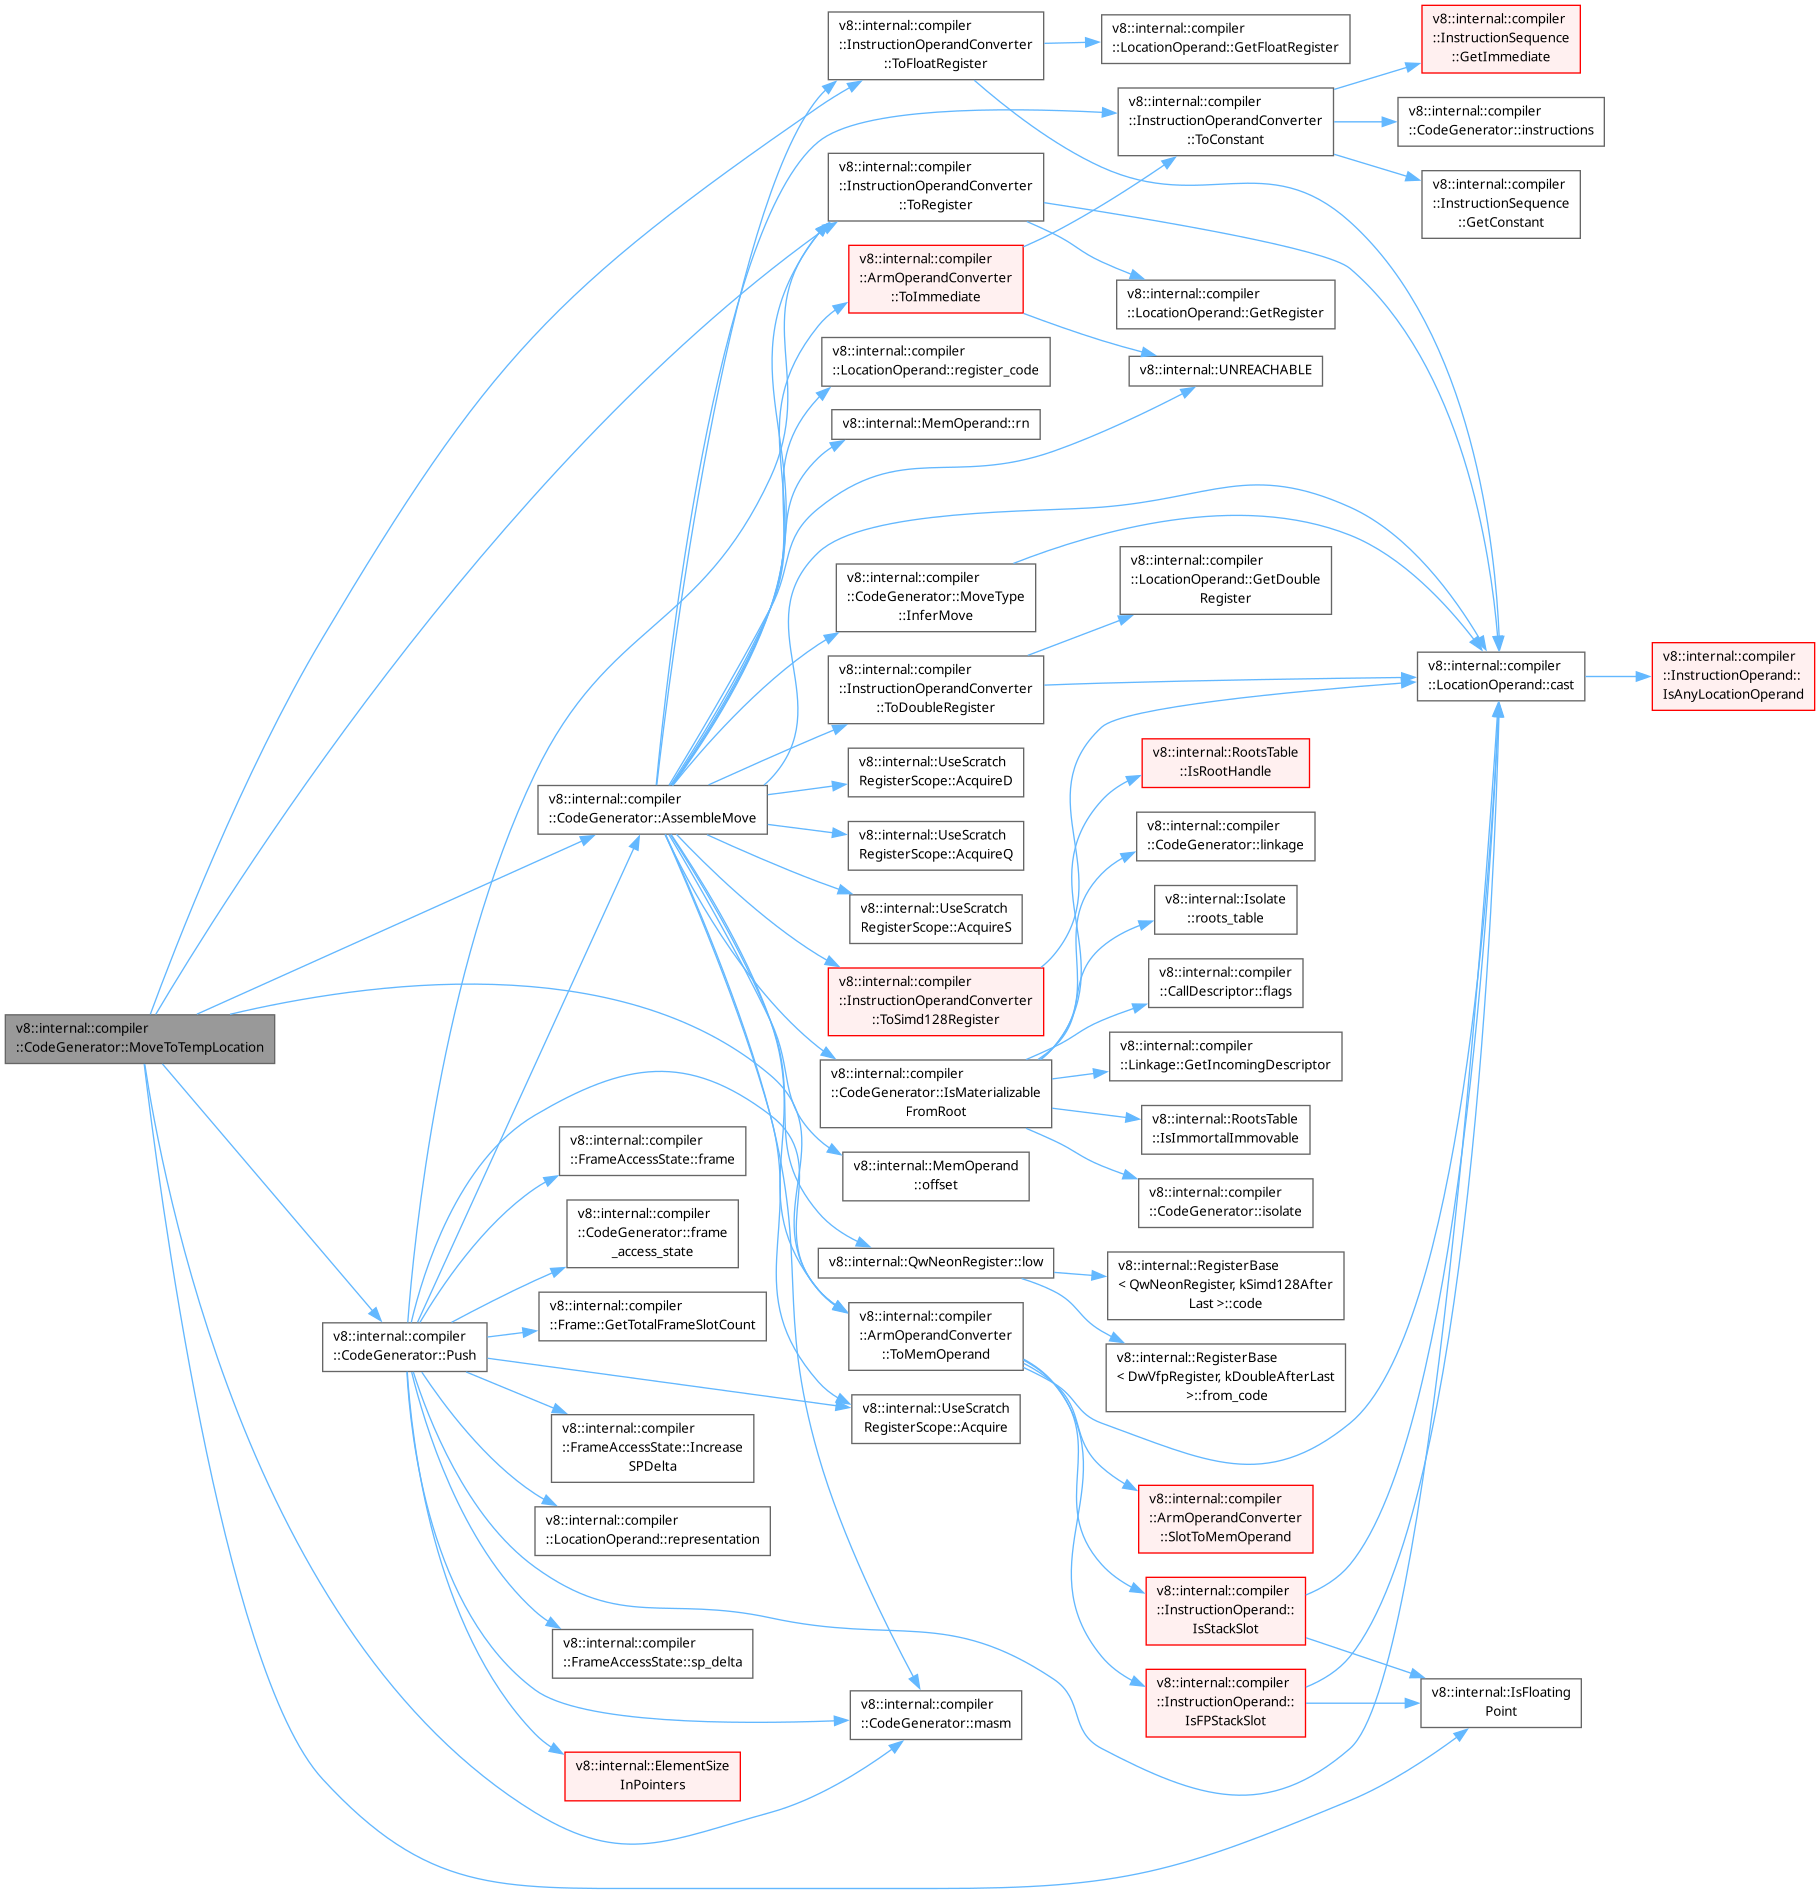 v8::internal::compiler
::InstructionOperandConverter
::ToFloatRegister
v8::internal::compiler
::LocationOperand::GetFloatRegister
v8::internal::compiler
::InstructionSequence
::GetImmediate
v8::internal::compiler
::InstructionOperandConverter
::ToConstant
v8::internal::compiler
::CodeGenerator::instructions
v8::internal::compiler
::InstructionSequence
::GetConstant
v8::internal::compiler
::InstructionOperandConverter
::ToRegister
v8::internal::compiler
::ArmOperandConverter
::ToImmediate
v8::internal::compiler
::LocationOperand::GetRegister
v8::internal::compiler
::LocationOperand::register_code
v8::internal::UNREACHABLE
v8::internal::MemOperand::rn
v8::internal::compiler
::CodeGenerator::MoveType
::InferMove
v8::internal::compiler
::LocationOperand::GetDouble
Register
v8::internal::compiler
::InstructionOperandConverter
::ToDoubleRegister
v8::internal::compiler
::LocationOperand::cast
v8::internal::compiler
::InstructionOperand::
IsAnyLocationOperand
v8::internal::UseScratch
RegisterScope::AcquireD
v8::internal::RootsTable
::IsRootHandle
v8::internal::compiler
::CodeGenerator::AssembleMove
v8::internal::UseScratch
RegisterScope::AcquireQ
v8::internal::compiler
::CodeGenerator::linkage
v8::internal::UseScratch
RegisterScope::AcquireS
v8::internal::Isolate
::roots_table
v8::internal::compiler
::InstructionOperandConverter
::ToSimd128Register
v8::internal::compiler
::CallDescriptor::flags
v8::internal::compiler
::CodeGenerator::MoveToTempLocation
v8::internal::compiler
::CodeGenerator::IsMaterializable
FromRoot
v8::internal::compiler
::Linkage::GetIncomingDescriptor
v8::internal::RootsTable
::IsImmortalImmovable
v8::internal::compiler
::FrameAccessState::frame
v8::internal::MemOperand
::offset
v8::internal::compiler
::CodeGenerator::isolate
v8::internal::compiler
::CodeGenerator::frame
_access_state
v8::internal::QwNeonRegister::low
v8::internal::RegisterBase
< QwNeonRegister, kSimd128After
Last >::code
v8::internal::compiler
::Frame::GetTotalFrameSlotCount
v8::internal::compiler
::CodeGenerator::Push
v8::internal::compiler
::ArmOperandConverter
::ToMemOperand
v8::internal::RegisterBase
< DwVfpRegister, kDoubleAfterLast
>::from_code
v8::internal::UseScratch
RegisterScope::Acquire
v8::internal::compiler
::FrameAccessState::Increase
SPDelta
v8::internal::compiler
::ArmOperandConverter
::SlotToMemOperand
v8::internal::compiler
::LocationOperand::representation
v8::internal::compiler
::InstructionOperand::
IsStackSlot
v8::internal::compiler
::FrameAccessState::sp_delta
v8::internal::compiler
::InstructionOperand::
IsFPStackSlot
v8::internal::IsFloating
Point
v8::internal::compiler
::CodeGenerator::masm
v8::internal::ElementSize
InPointers